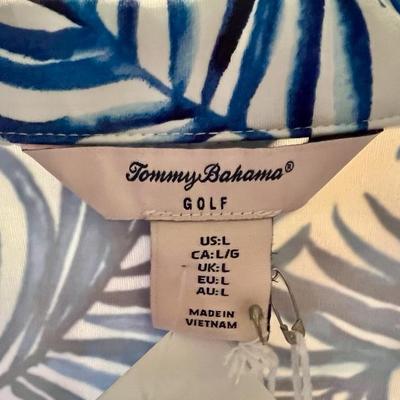 Tommy Bahama®
GOLF
US:L
CA:L/G
UK:L
EU:L
AU:L
MADE IN
VIETNAM